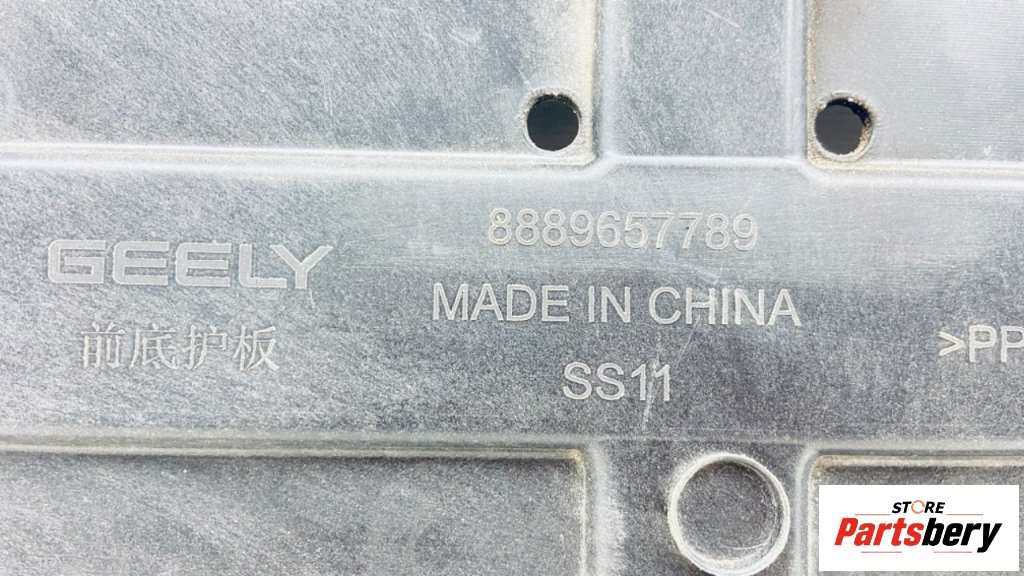 GEELY
前底护板
8889657789
MADE IN CHINA
SS11
>PP
STORE
Partsbery